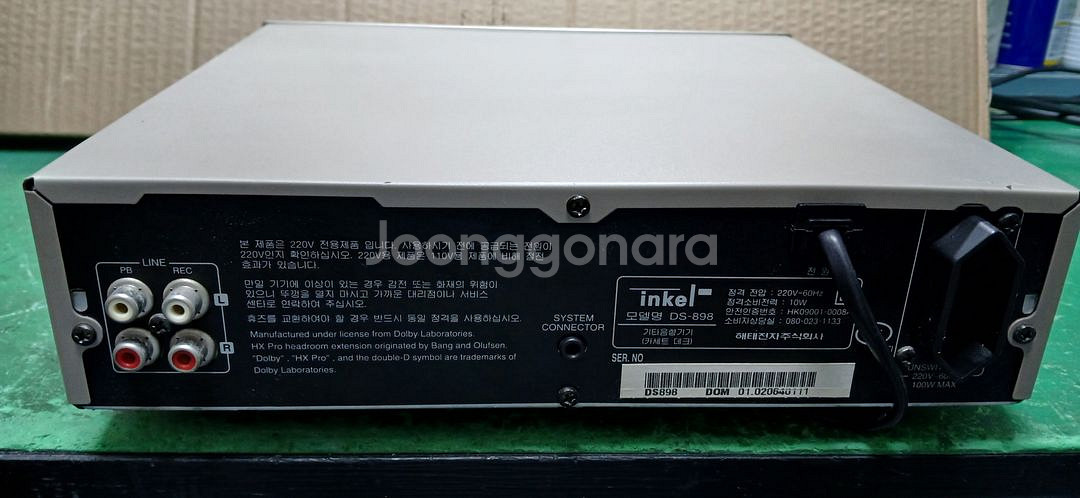 Joonggonara
본 제품은 220V 전용제품 입니다. 사용하시기 전에 공급되는 전원이
220V인지 확인하십시오. 220V용 제품은 110V용 제품에 비해 절전
효과가 있습니다.
만일 기기에 이상이 있는 경우 감전 또는 화재의 위험이
있으니 뚜껑을 열지 마시고 가까운 대리점이나 서비스
센타로 연락하여 주십시오.
휴즈를 교환하여야 할 경우 반드시 동일 정격을 사용하십시오.
Manufactured under license from Dolby Laboratories.
HX Pro headroom extension originated by Bang and Olufsen.
"Dolby", "HX Pro", and the double-D symbol are trademarks of
Dolby Laboratories.
LINE
PB REC
L
R
SYSTEM
CONNECTOR
inkel
모델명 DS-898
기타음향기기
(카세트 데크)
전 원
정격 전압 : 220V~60Hz
정격소비전력 : 10W
안전인증번호 : HK09001-0008
소비자상담실 : 080-023-1133
해태전자주식회사
SER. NO
DS898 DOM 01.020640111
UNSWIT
220V~60
100W MAX